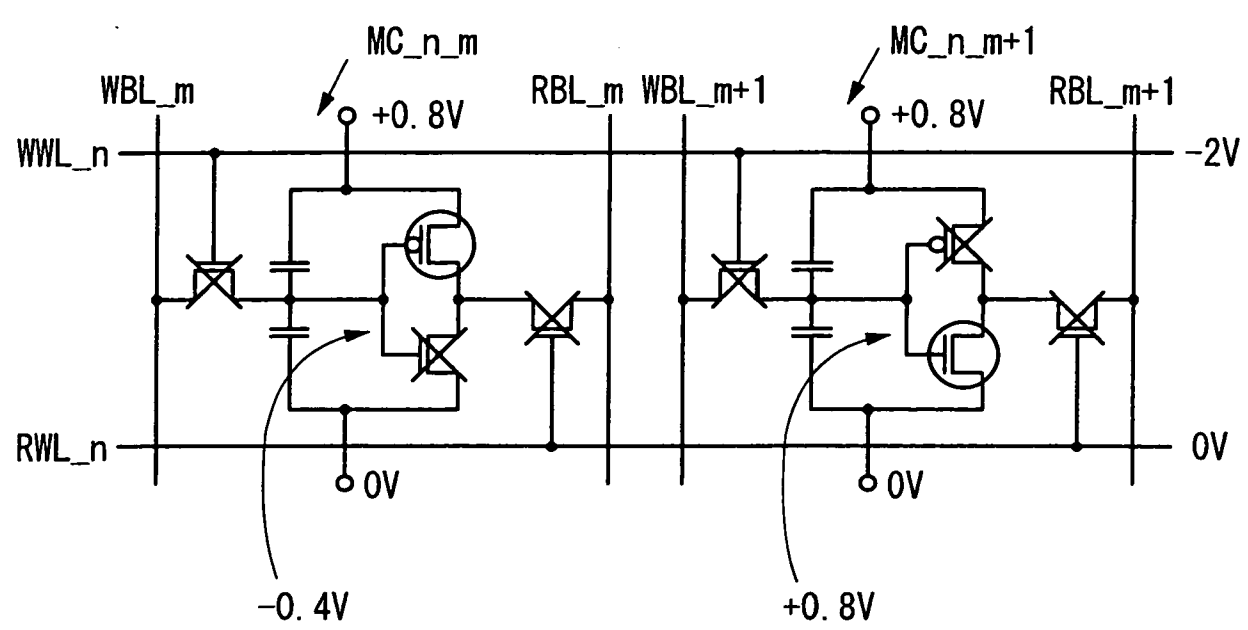 MC_n_m
MC_n_m+1
WBL_m
RBL_m
WBL_m+1
RBL_m+1
+0.8V
+0.8V
WWL_n
-2V
RWL_n
0V
0V
0V
-0.4V
+0.8V